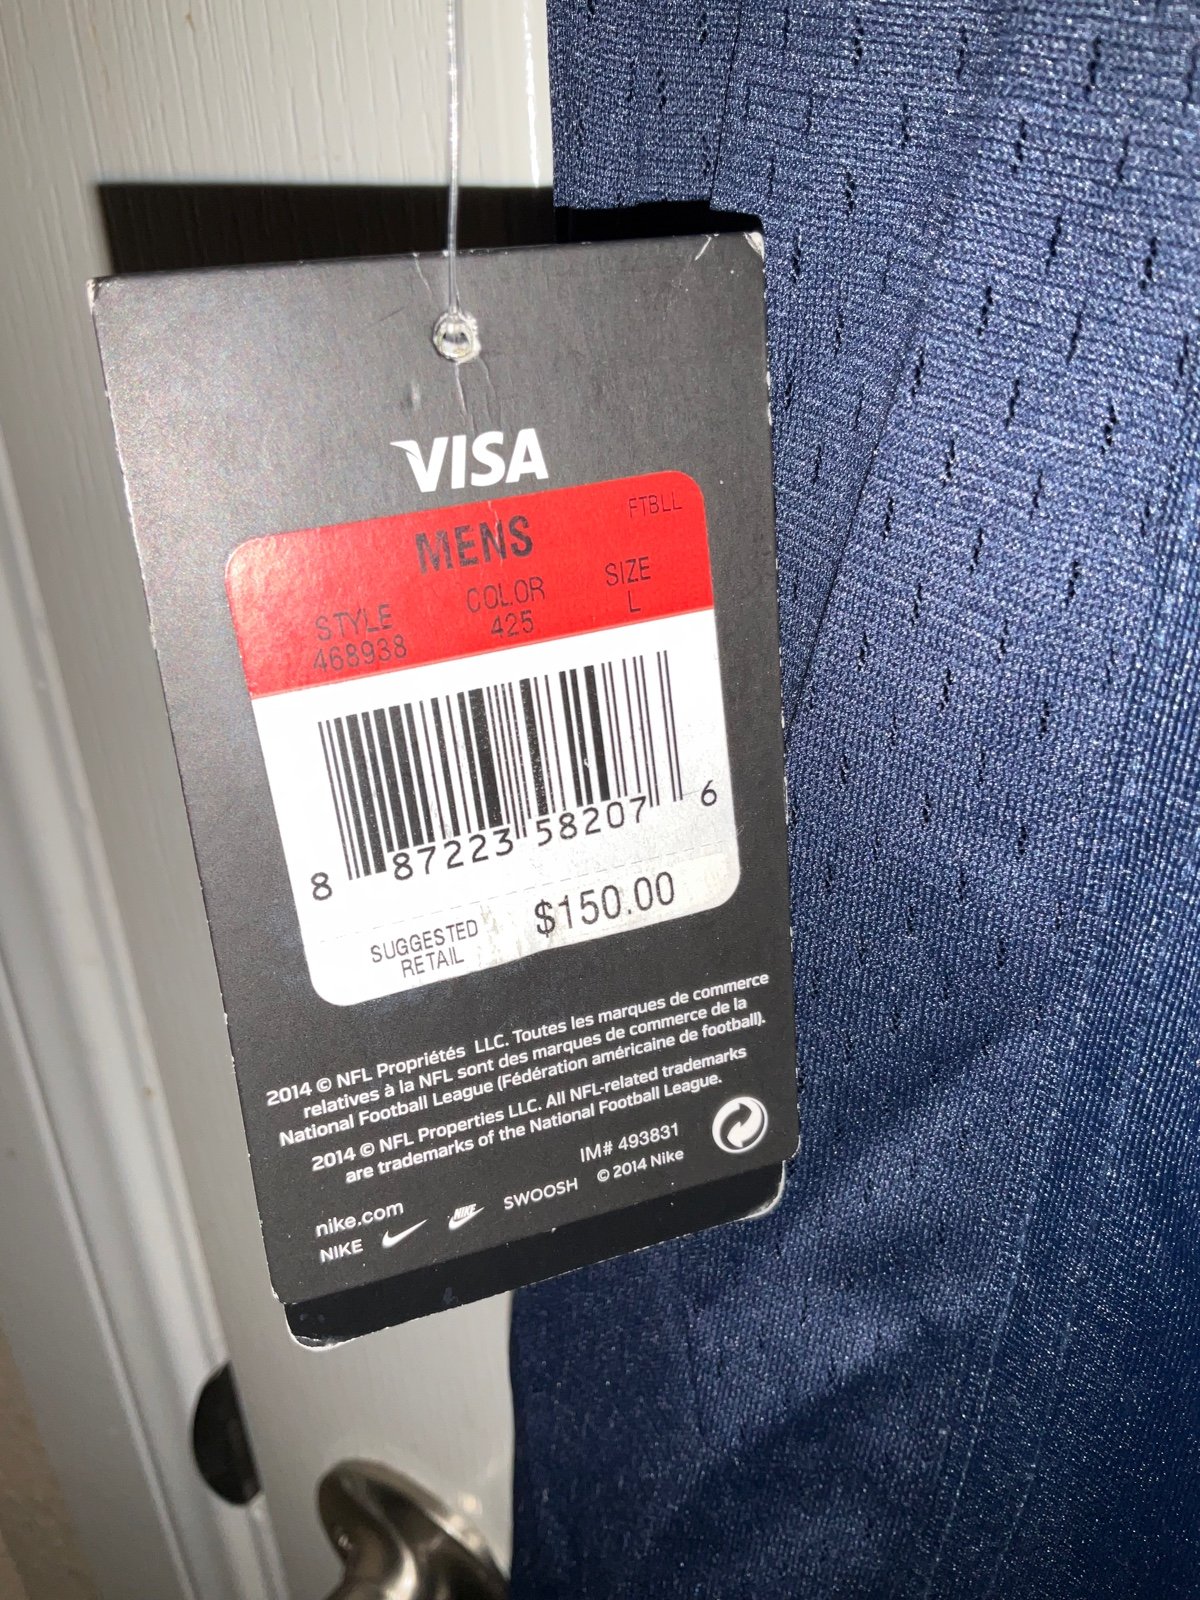 VISA
FTBLL
MENS
STYLE COLOR SIZE
468938 425 L
8 87223 58207 6
SUGGESTED RETAIL $150.00
2014 © NFL Propriétés LLC. Toutes les marques de commerce
relatives à la NFL sont des marques de commerce de la
National Football League (Fédération américaine de football).
2014 © NFL Properties LLC. All NFL-related trademarks
are trademarks of the National Football League.
IM# 493831
nike.com
NIKE NIKE SWOOSH © 2014 Nike